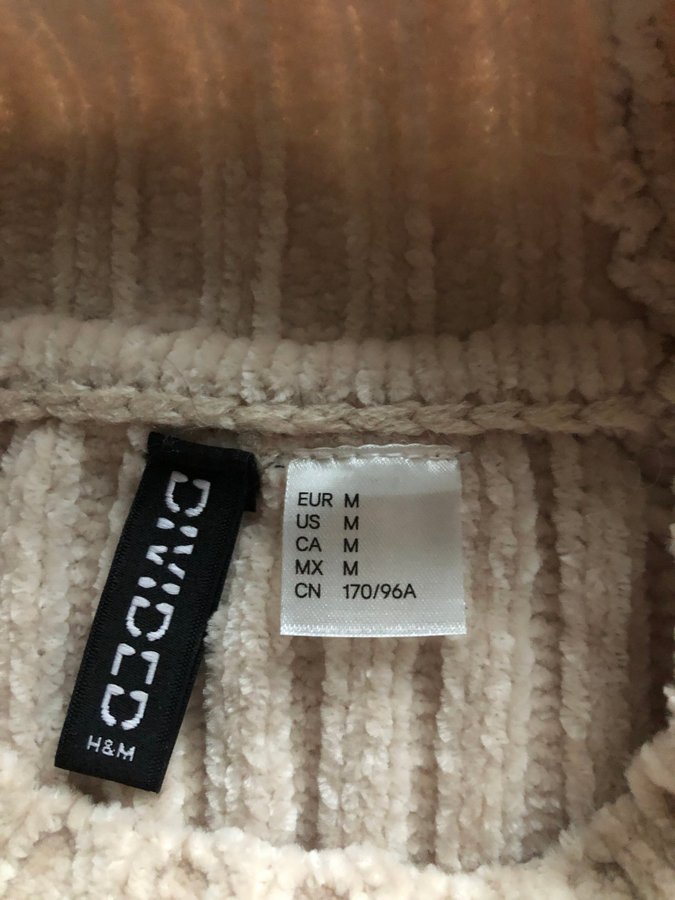 DIVIDED
H&M
EUR M
US M
CA M
MX M
CN 170/96A